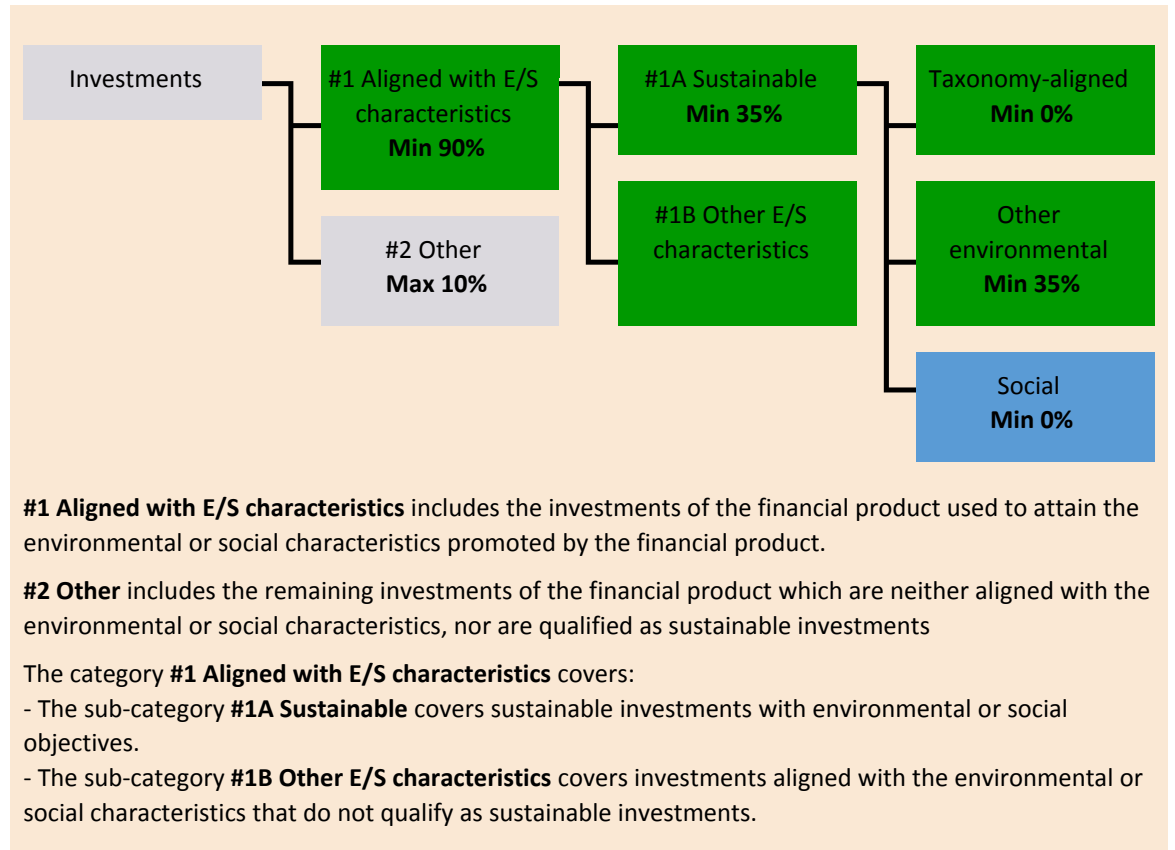 Investments
#1 Aligned with E/S
characteristics
Min 90%
#2 Other
Max 10%
#1A Sustainable
Min 35%
#1B Other E/S
characteristics
Taxonomy-aligned
Min 0%
Other
environmental
Min 35%
Social
Min 0%
#1 Aligned with E/S characteristics includes the investments of the financial product used to attain the
environmental or social characteristics promoted by the financial product.
#2 Other includes the remaining investments of the financial product which are neither aligned with the
environmental or social characteristics, nor are qualified as sustainable investments
The category #1 Aligned with E/S characteristics covers:
- The sub-category #1A Sustainable covers sustainable investments with environmental or social
objectives.
- The sub-category #1B Other E/S characteristics covers investments aligned with the environmental or
social characteristics that do not qualify as sustainable investments.